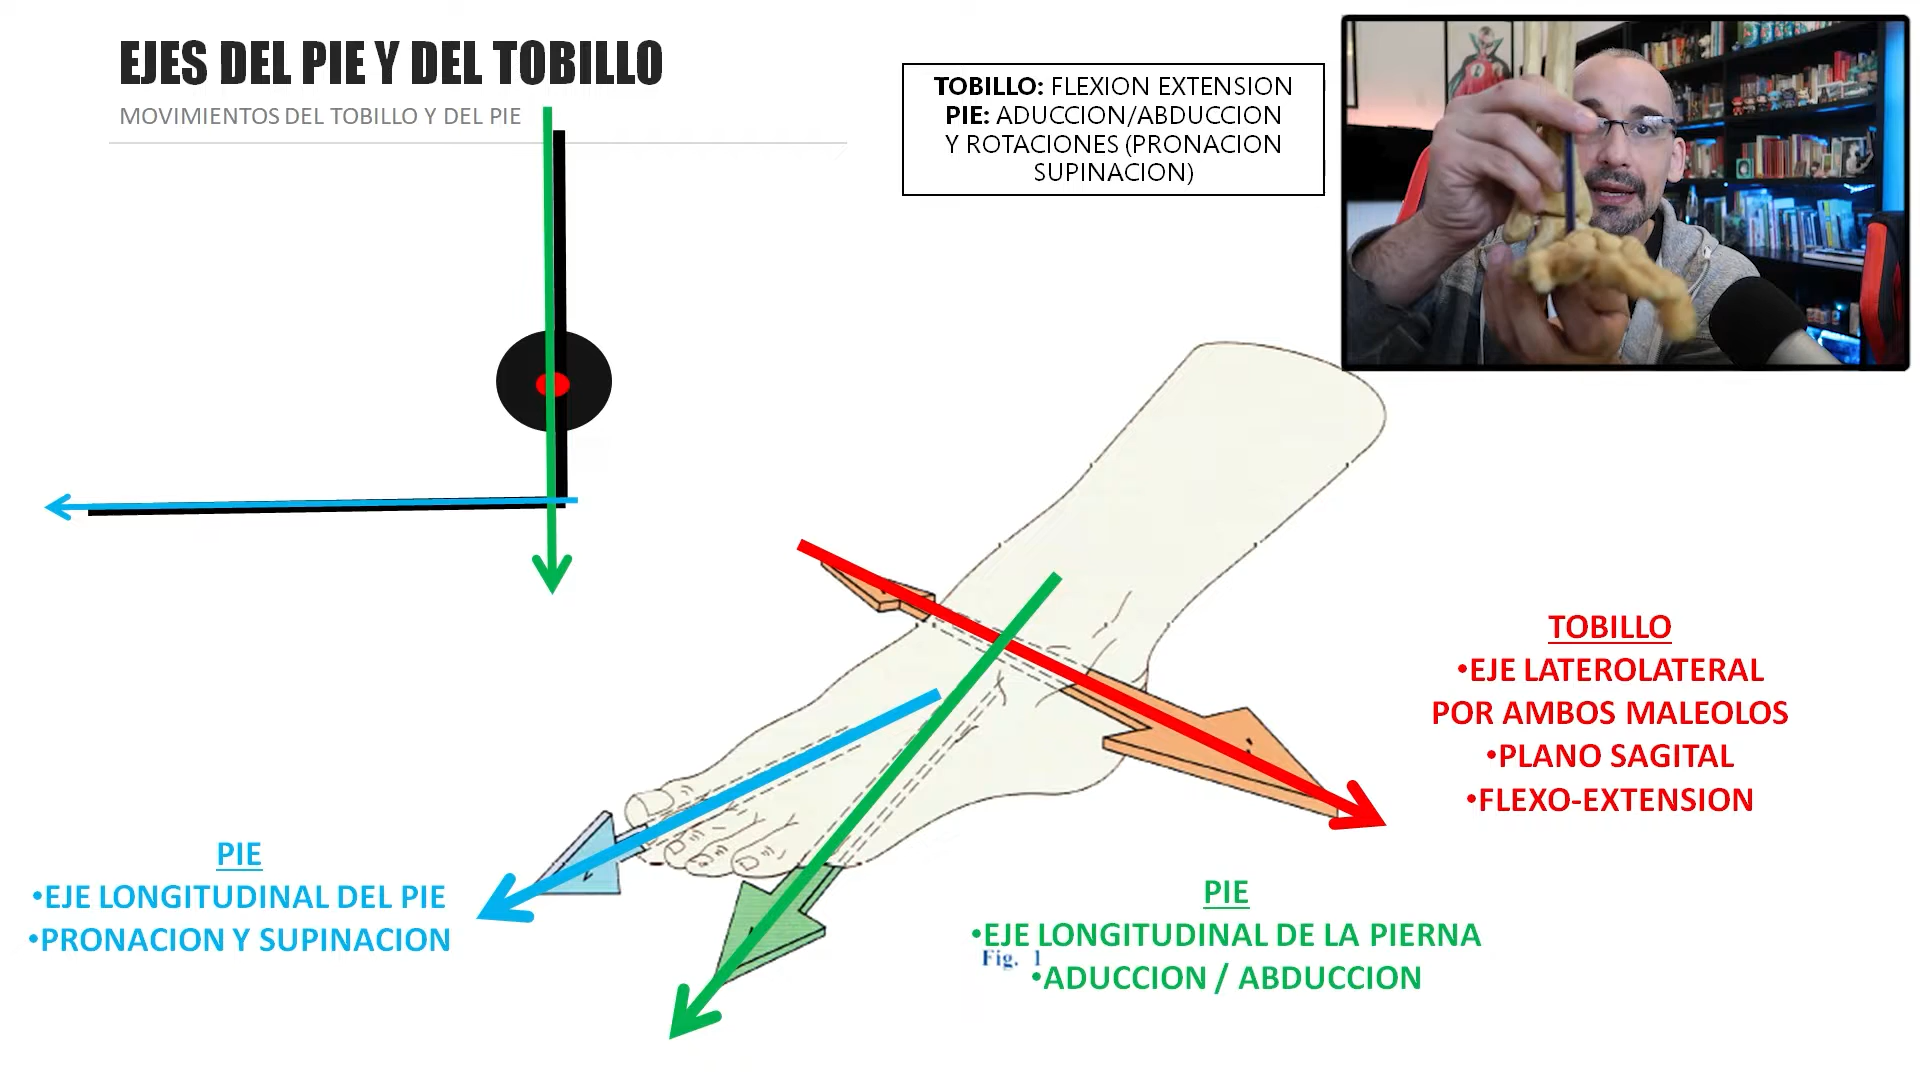 EJES DEL PIE Y DEL TOBILLO
MOVIMIENTOS DEL TOBILLO Y DEL PIE
TOBILLO: FLEXION EXTENSION
PIE: ADUCCION/ABDUCCION
Y ROTACIONES (PRONACION
SUPINACION)
TOBILLO
•EJE LATEROLATERAL
POR AMBOS MALEOLOS
•PLANO SAGITAL
•FLEXO-EXTENSION
PIE
•EJE LONGITUDINAL DEL PIE
•PRONACION Y SUPINACION
PIE
•EJE LONGITUDINAL DE LA PIERNA
Fig. 1
•ADUCCION / ABDUCCION